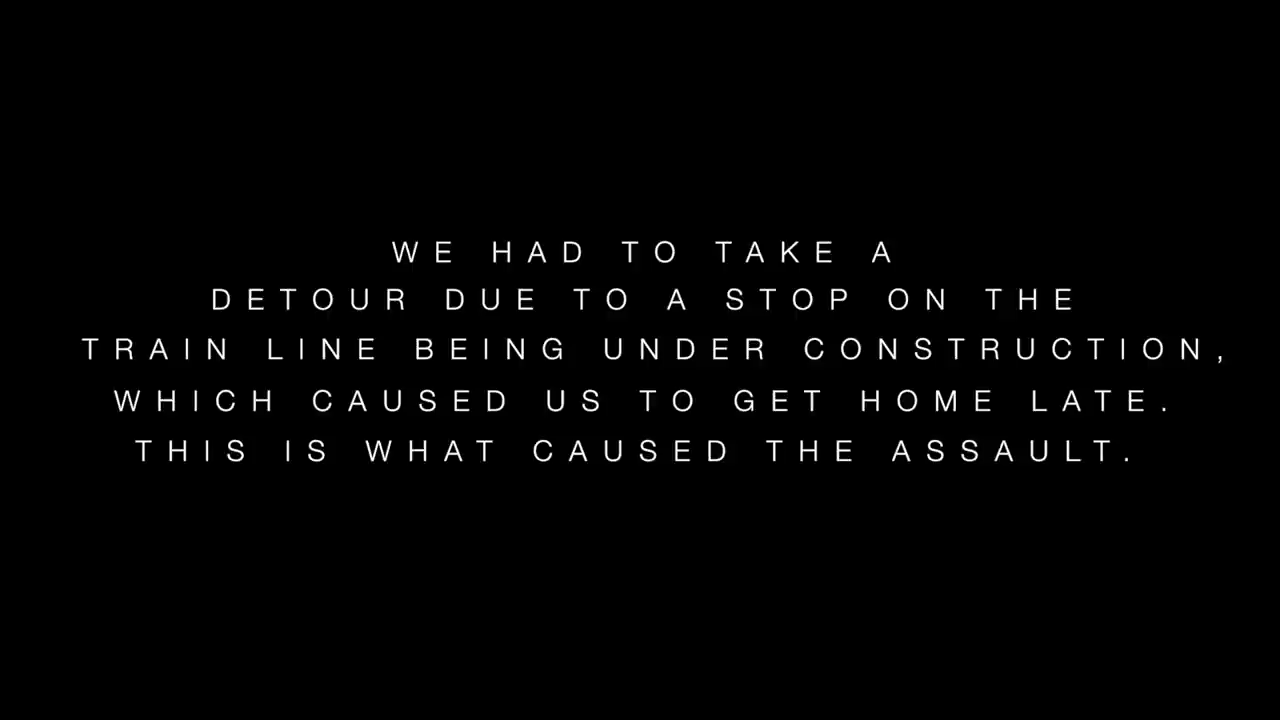 WE HAD TO TAKE A
DETOUR DUE TO A STOP ON THE
TRAIN LINE BEING UNDER CONSTRUCTION,
WHICH CAUSED US TO GET HOME LATE.
THIS IS WHAT CAUSED THE ASSAULT.